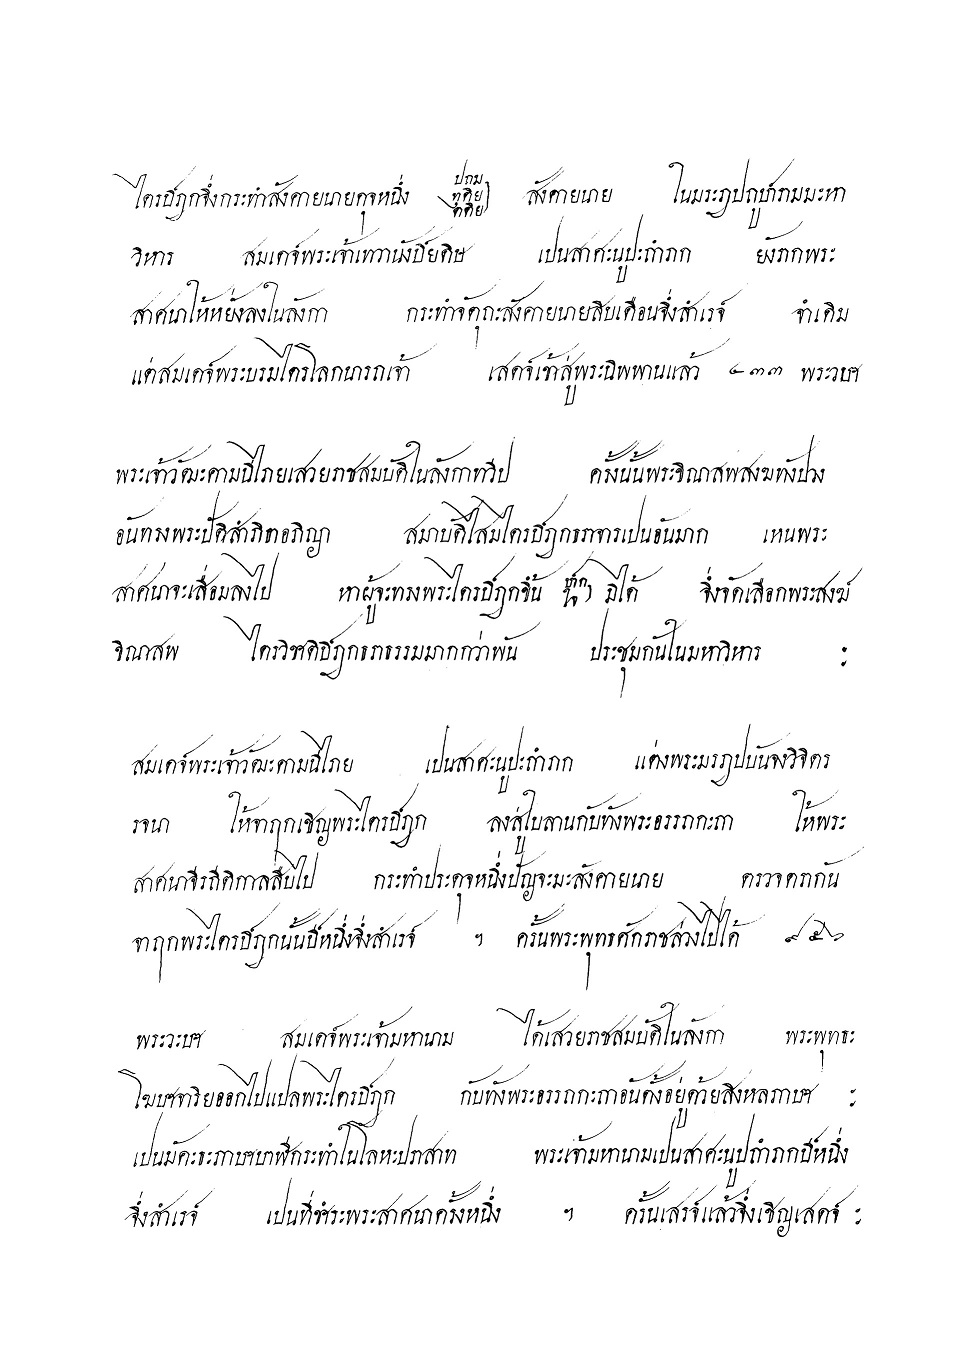 ไตรปิฎกจึ่งกระทำสังคายนายคุจหนึ่ง ปถม ทุติย ตติย สังคายนาย ในมระฎปถูปารามมะหา
วิหาร สมเดจ์พระเจ้าเทวานังปิยดิษ เปนสาศะนูปะถำภก ยังรกกพระ
สาศนาให้หยั่งลงในลังกา กระทำจัตุถะสังคายนายสิบเดือนจึ่งสำเรจ์ จำเดิม
แต่สมเดจ์พระบรมไตรโลกนารถเจ้า เสดจ์เข้าสู่พระนิพพานแล้ว ๔๓๓ พระวษา
พระเจ้าวัฒะคามนีไภยเสวยราชสมบัติในลังกาทวีป ครั้งนั้นพระขิณาสพสงฆทังปวง
อันทรงพระปัติสำภิทาอภิญา สมาบัติใส่มไตรปิฎกธรทารเปนอันมาก เหนพระ
สาศนาจะเสื่อมลงไป หาผู้จะทรงพระไตรปิฎกขึ้น มิได้ จึ่งจัดเลือกพระสงฆ์
ขิณาสพ ไตรวิชาติปิฎกธราธรรมมากกว่าพัน ประชุมกันในมหาวิหาร ะ
สมเดจ์พระเจ้าวัฒะคามนีไภย เปนสาศะนูปะถำภก แต่งพระมรฎปบันจงวิจิตร
รจนา ให้จาฤกเชิญพระไตรปิฎก ลงสู่ใบลานกับทังพระอรรถกะถา ให้พระ
สาศนาจิรถีติกาลสืบไป กระทำประคุจหนึ่งปัญจะมะสังคายนาย ตรวจตรากัน
จาฤกพระไตรปิฎกนั้นปีหนึ่งจึ่งสำเรจ์ ฯ ครั้นพระพุทธศักราชล่วงไปได้ ๙๕๖
พระวะษา สมเดจ์พระเจ้ามหานาม ได้เสวยราชสมบัติในลังกา พระพุทธะ
โฆษาจาริยออกไปแปลพระไตรปิฎก กับทังพระอรรถกะถาอันตั้งอยู่ด้วยสิงหลภาษา ะ
เปนมัคะธะภาษาบาฬีกระทำในโลหะปราสาท พระเจ้ามหานามเปนสาศะนูปถำภกปีหนึ่ง
จึ่งสำเรจ์ เปนที่ชำระพระสาศนาครั้งหนึ่ง ฯ ครั้นเสรจ์แล้วจึ่งเชิญเสดจ์ ะ